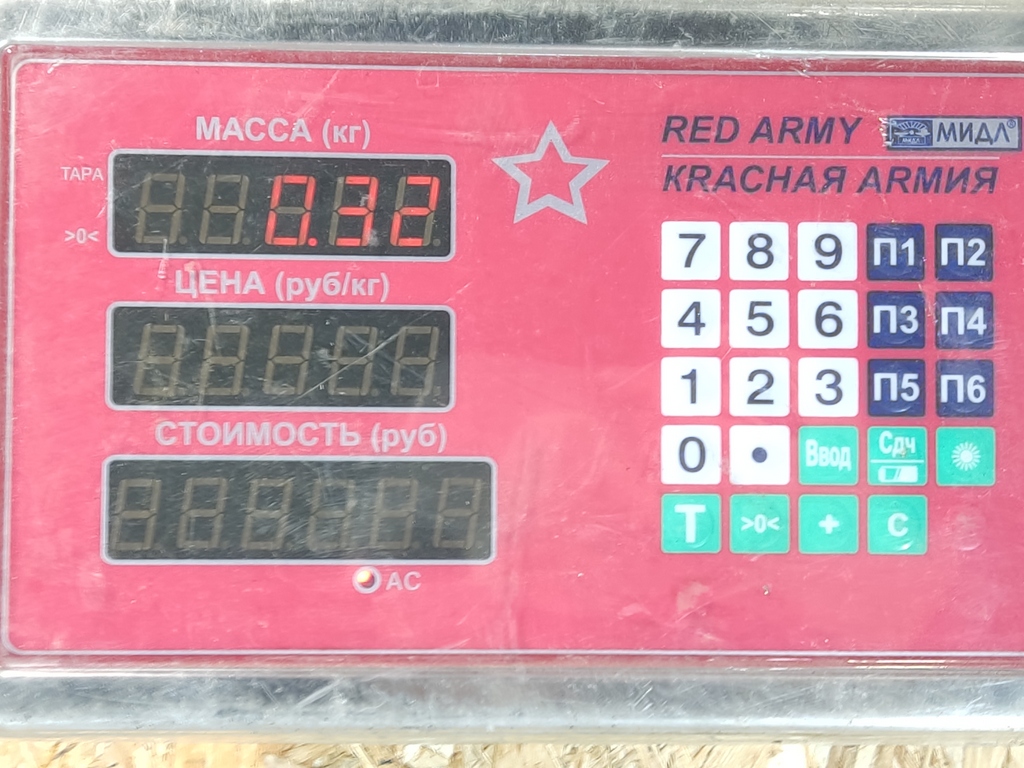 МАССА (кг)
ТАРА
0.32
>0<
ЦЕНА (руб/кг)
СТОИМОСТЬ (руб)
AC
RED ARMY МИДЛ®
КRАСНАЯ АRМИЯ
7 8 9 П1 П2
4 5 6 П3 П4
1 2 3 П5 П6
0 • Ввод Сдч
T >0< + C